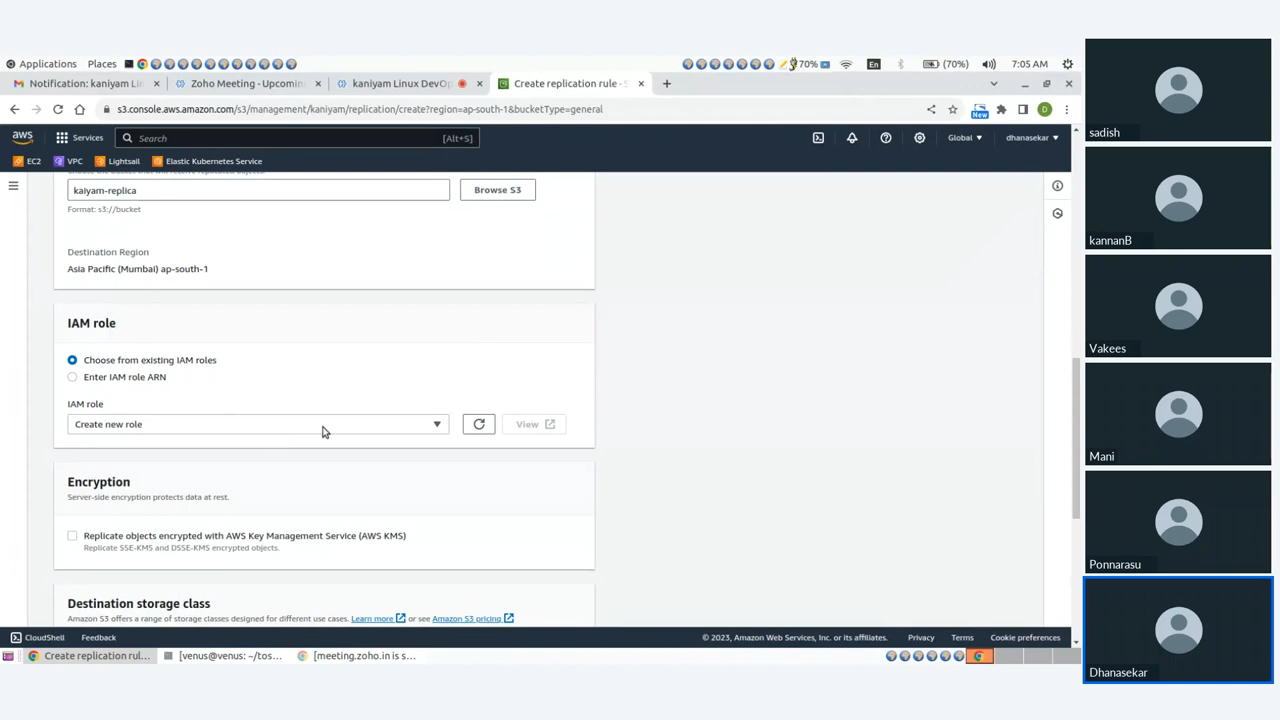 Applications Places 70% En (70%) 7:05 AM
Notification: kaniyam Lin Zoho Meeting - Upcomin kaniyam Linux DevOp Create replication rule - S
s3.console.aws.amazon.com/s3/management/kaniyam/replication/create?region=ap-south-1&bucketType=general
New
D
aws Services Search [Alt+S] Global dhanasekar
EC2 VPC Lightsail Elastic Kubernetes Service
kaiyam-replica Browse S3
Format: s3://bucket
Destination Region
Asia Pacific (Mumbai) ap-south-1
IAM role
Choose from existing IAM roles
Enter IAM role ARN
IAM role
Create new role View
Encryption
Server-side encryption protects data at rest.
Replicate objects encrypted with AWS Key Management Service (AWS KMS)
Replicate SSE-KMS and DSSE-KMS encrypted objects.
Destination storage class
Amazon S3 offers a range of storage classes designed for different use cases. Learn more or see Amazon S3 pricing
CloudShell Feedback © 2023, Amazon Web Services, Inc. or its affiliates. Privacy Terms Cookie preferences
Create replication rul... [venus@venus: ~/tos... [meeting.zoho.in is s...
sadish
kannanB
Vakees
Mani
Ponnarasu
Dhanasekar